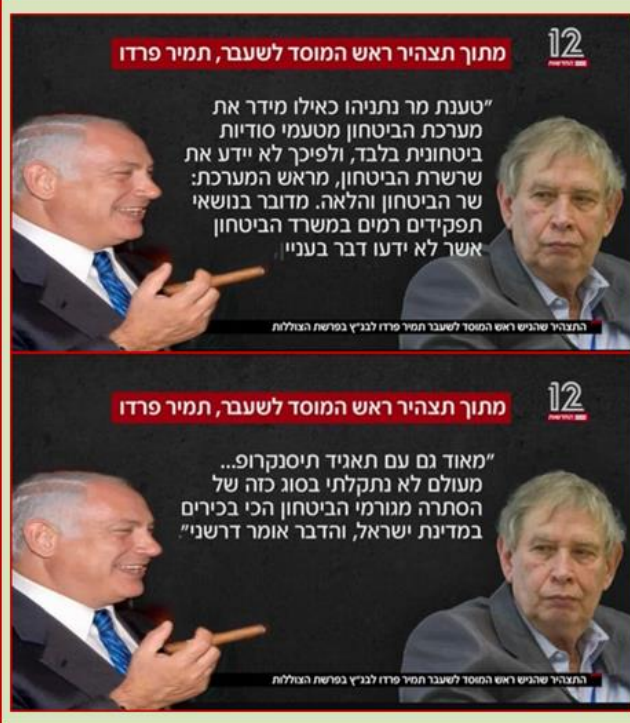 12
החדשות
מתוך תצהיר ראש המוסד לשעבר, תמיר פרדו
"טענת מר נתניהו כאילו מידר את
מערכת הביטחון מטעמי סודיות
ביטחונית בלבד, ולפיכך לא יידע את
שרשרת הביטחון, מראש המערכת:
שר הביטחון והלאה. מדובר בנושאי
תפקידים רמים במשרד הביטחון
אשר לא ידעו דבר בעניי
התצהיר שהגיש ראש המוסד לשעבר תמיר פרדו לבג"ץ בפרשת הצוללות
12
החדשות
מתוך תצהיר ראש המוסד לשעבר, תמיר פרדו
"מאוד גם עם תאגיד תיסנקרופ...
מעולם לא נתקלתי בסוג כזה של
הסתרה מגורמי הביטחון הכי בכירים
במדינת ישראל, והדבר אומר דרשני"
התצהיר שהגיש ראש המוסד לשעבר תמיר פרדו לבג"ץ בפרשת הצוללות